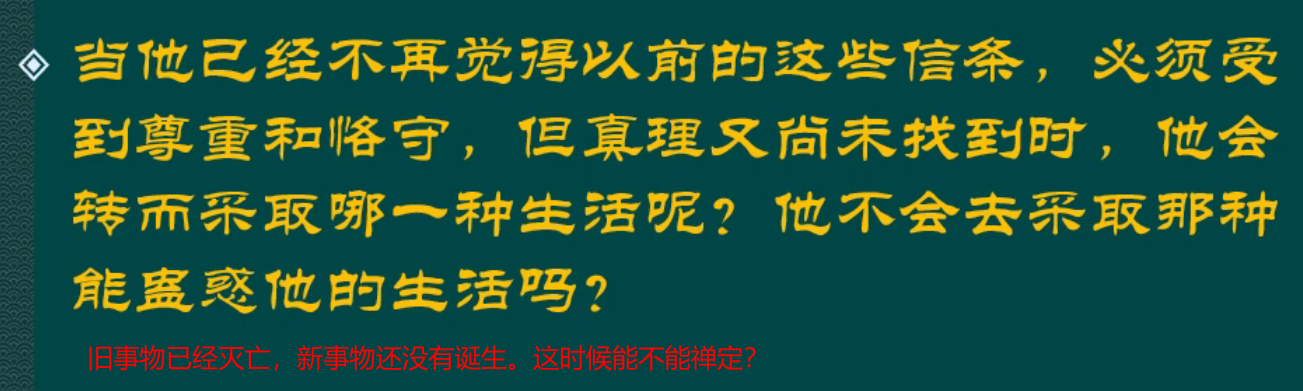 当他已经不再觉得以前的这些信条，必须受
到尊重和恪守，但真理又尚未找到时，他会
转而采取哪一种生活呢？他不会去采取那种
能蛊惑他的生活吗？
旧事物已经灭亡，新事物还没有诞生。这时候能不能禅定？